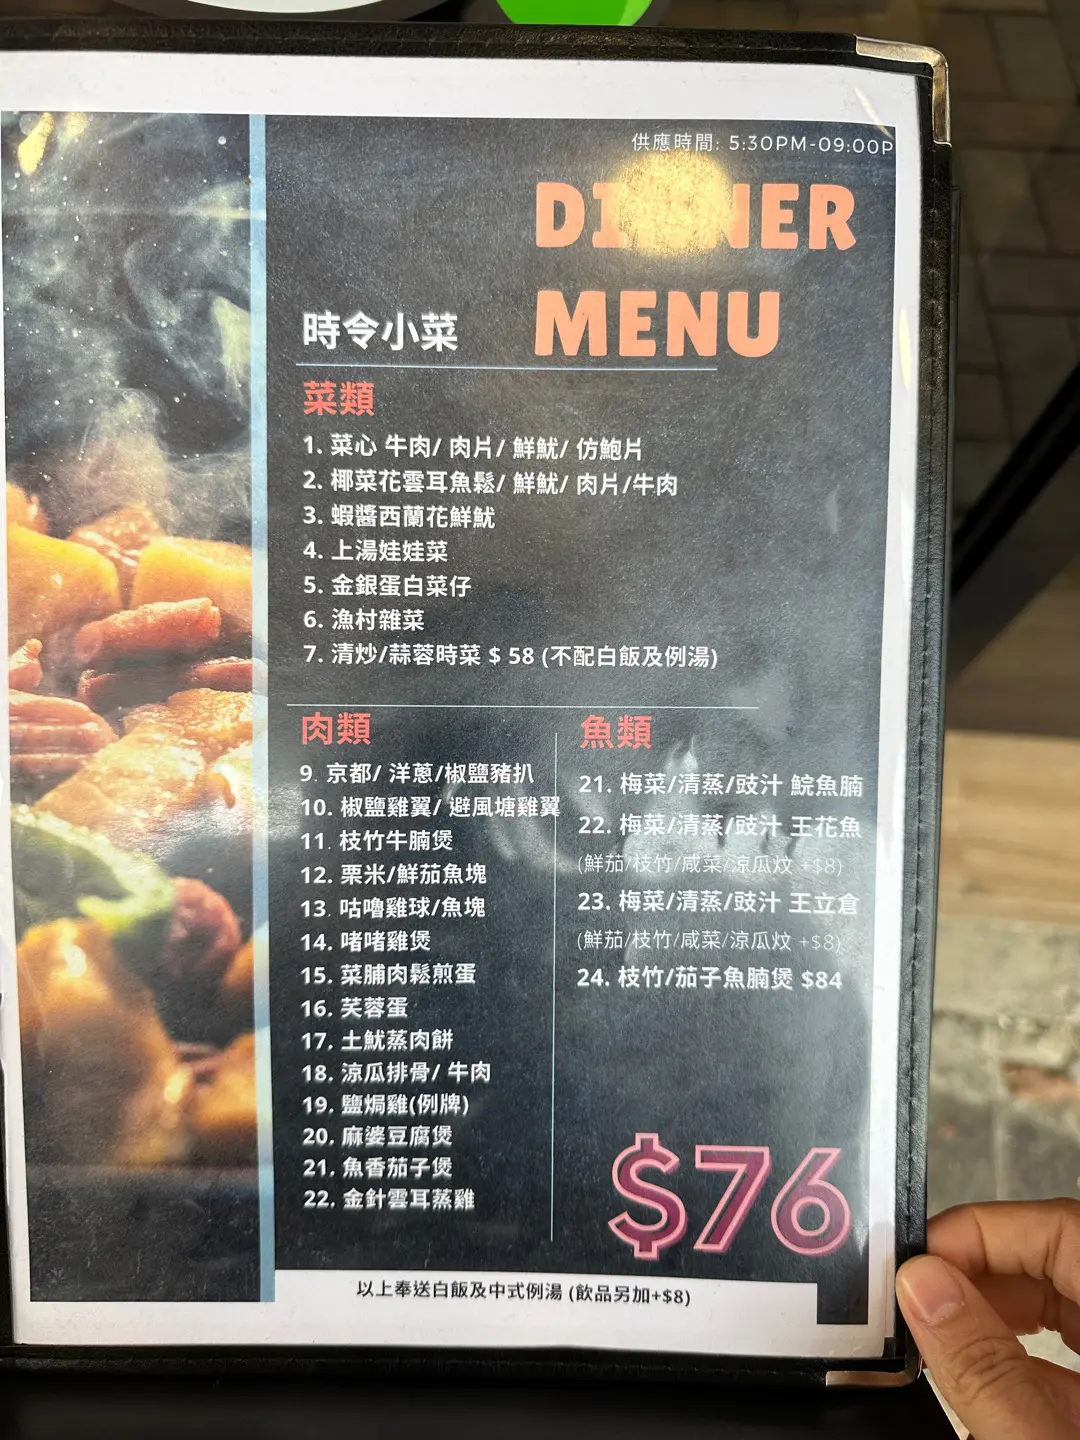 供應時間: 5:30PM-09:00P
DINNER
MENU
時令小菜
菜類
1. 菜心 牛肉/ 肉片/ 鮮魷/ 仿鮑片
2. 椰菜花雲耳魚鬆/ 鮮魷/ 肉片/牛肉
3. 蝦醬西蘭花鮮魷
4. 上湯娃娃菜
5. 金銀蛋白菜仔
6. 漁村雜菜
7. 清炒/蒜蓉時菜 $ 58 (不配白飯及例湯)
肉類
9. 京都/ 洋蔥/椒鹽豬扒
10. 椒鹽雞翼/ 避風塘雞翼
11. 枝竹牛腩煲
12. 栗米/鮮茄魚塊
13. 咕嚕雞球/魚塊
14. 啫啫雞煲
15. 菜脯肉鬆煎蛋
16. 芙蓉蛋
17. 土魷蒸肉餅
18. 涼瓜排骨/ 牛肉
19. 鹽焗雞(例牌)
20. 麻婆豆腐煲
21. 魚香茄子煲
22. 金針雲耳蒸雞
魚類
21. 梅菜/清蒸/豉汁 鯇魚腩
22. 梅菜/清蒸/豉汁 王花魚
(鮮茄/枝竹/咸菜/涼瓜炆 +$8)
23. 梅菜/清蒸/豉汁 王立倉
(鮮茄/枝竹/咸菜/涼瓜炆 +$8)
24. 枝竹/茄子魚腩煲 $84
$76
以上奉送白飯及中式例湯 (飲品另加+$8)